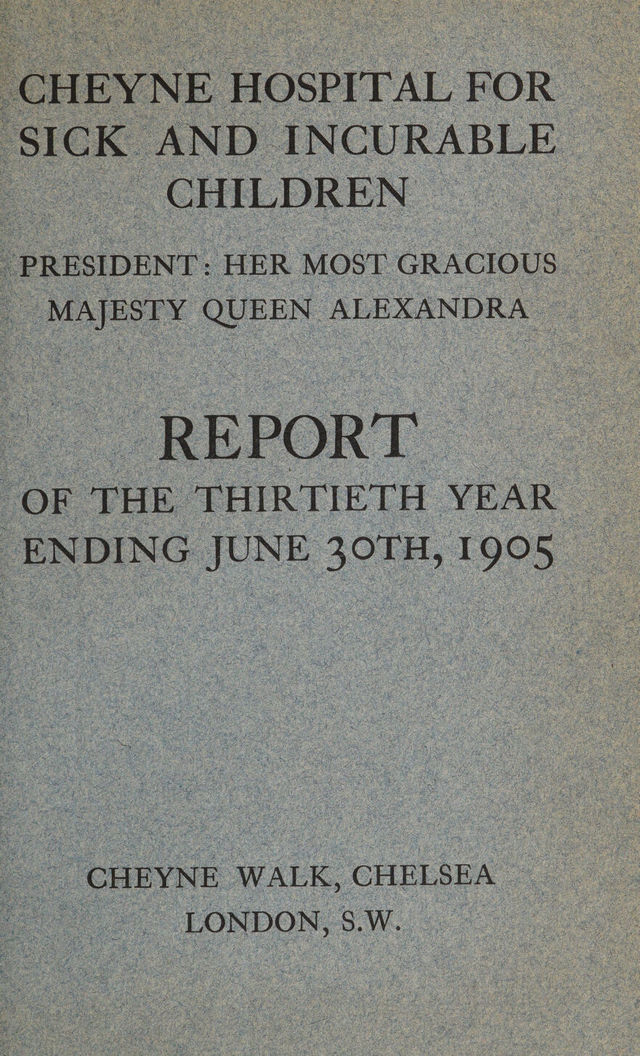 CHEYNE HOSPITAL FOR
SICK AND INCURABLE
CHILDREN
PRESIDENT: HER MOST GRACIOUS
MAJESTY QUEEN ALEXANDRA
REPORT
OF THE THIRTIETH YEAR
ENDING JUNE 30TH, 1905
CHEYNE WALK, CHELSEA
LONDON, S.W.